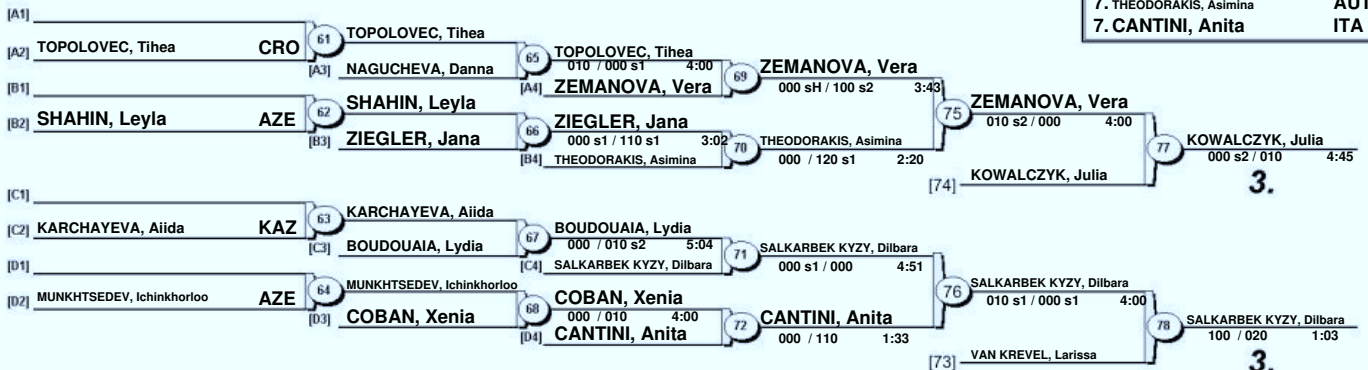 7. THEODORAKIS, Asimina AUT
7. CANTINI, Anita ITA
[A1]
[A2] TOPOLOVEC, Tihea CRO
61
TOPOLOVEC, Tihea
[A3] NAGUCHEVA, Danna
65
TOPOLOVEC, Tihea
010 / 000 s1 4:00
[A4] ZEMANOVA, Vera
69
ZEMANOVA, Vera
000 sH / 100 s2 3:43
[B1]
[B2] SHAHIN, Leyla AZE
62
SHAHIN, Leyla
[B3] ZIEGLER, Jana
66
ZIEGLER, Jana
000 s1 / 110 s1 3:02
[B4] THEODORAKIS, Asimina
70
THEODORAKIS, Asimina
000 / 120 s1 2:20
75
ZEMANOVA, Vera
010 s2 / 000 4:00
[74] KOWALCZYK, Julia
77
KOWALCZYK, Julia
000 s2 / 010 4:45
3.
[C1]
[C2] KARCHAYEVA, Aiida KAZ
63
KARCHAYEVA, Aiida
[C3] BOUDOUAIA, Lydia
67
BOUDOUAIA, Lydia
000 / 010 s2 5:04
[C4] SALKARBEK KYZY, Dilbara
71
SALKARBEK KYZY, Dilbara
000 s1 / 000 4:51
[D1]
[D2] MUNKHTSEDEV, Ichinkhorloo AZE
64
MUNKHTSEDEV, Ichinkhorloo
[D3] COBAN, Xenia
68
COBAN, Xenia
000 / 010 4:00
[D4] CANTINI, Anita
72
CANTINI, Anita
000 / 110 1:33
76
SALKARBEK KYZY, Dilbara
010 s1 / 000 s1 4:00
[73] VAN KREVEL, Larissa
78
SALKARBEK KYZY, Dilbara
100 / 020 1:03
3.